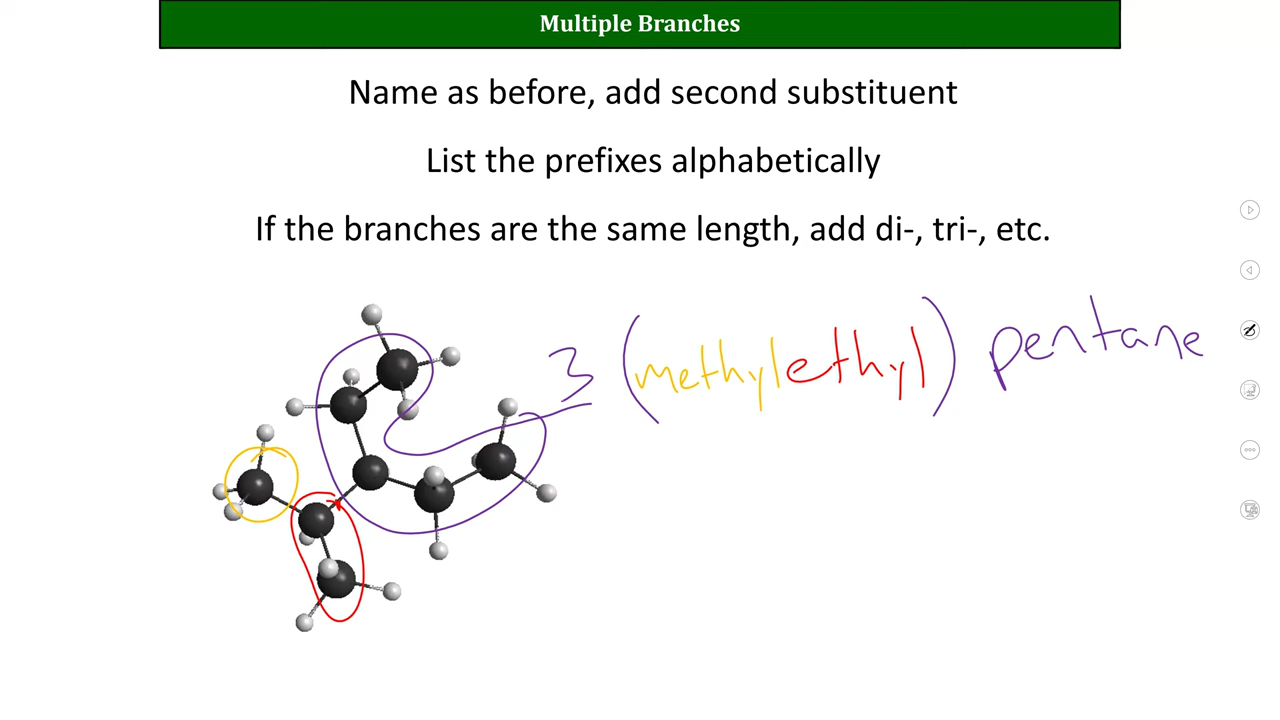 Multiple Branches
Name as before, add second substituent
List the prefixes alphabetically
If the branches are the same length, add di-, tri-, etc.
3 (methylethyl) pentane